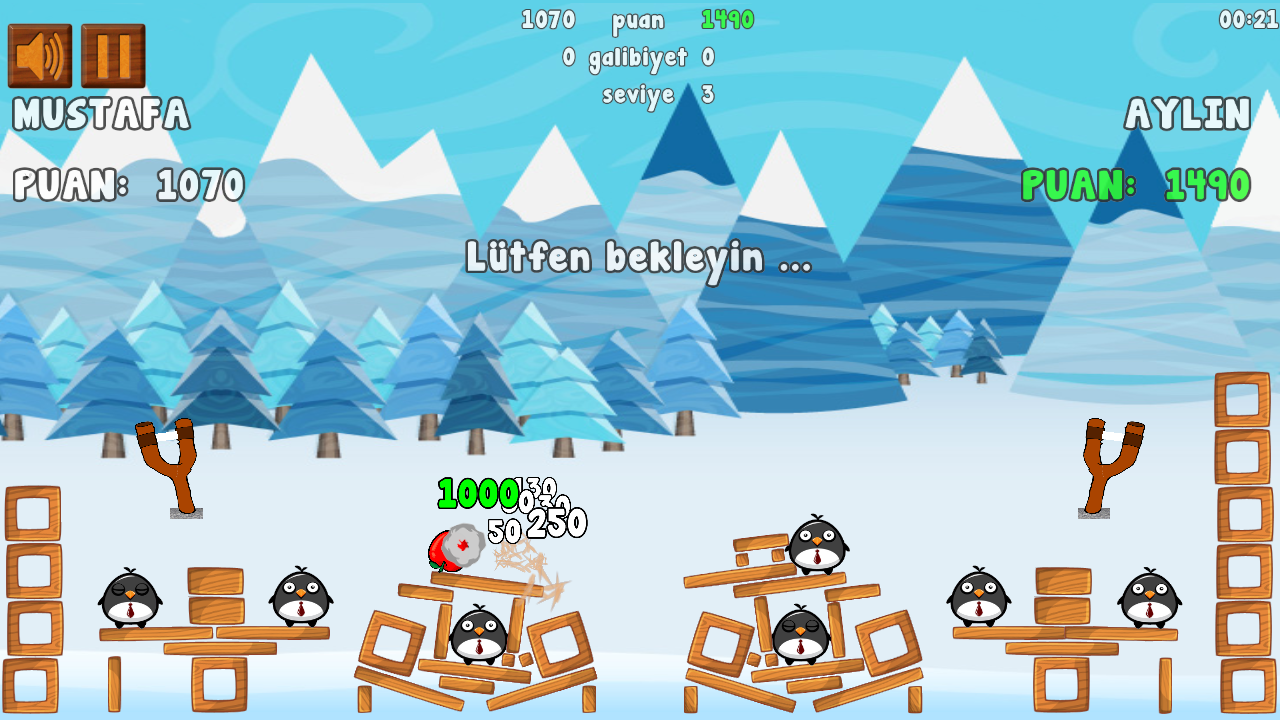 1070 puan 1490
00:21
0 galibiyet 0
seviye 3
MUSTAFA
AYLIN
PUAN: 1070
PUAN: 1490
Lütfen bekleyin ...
1000
50 250